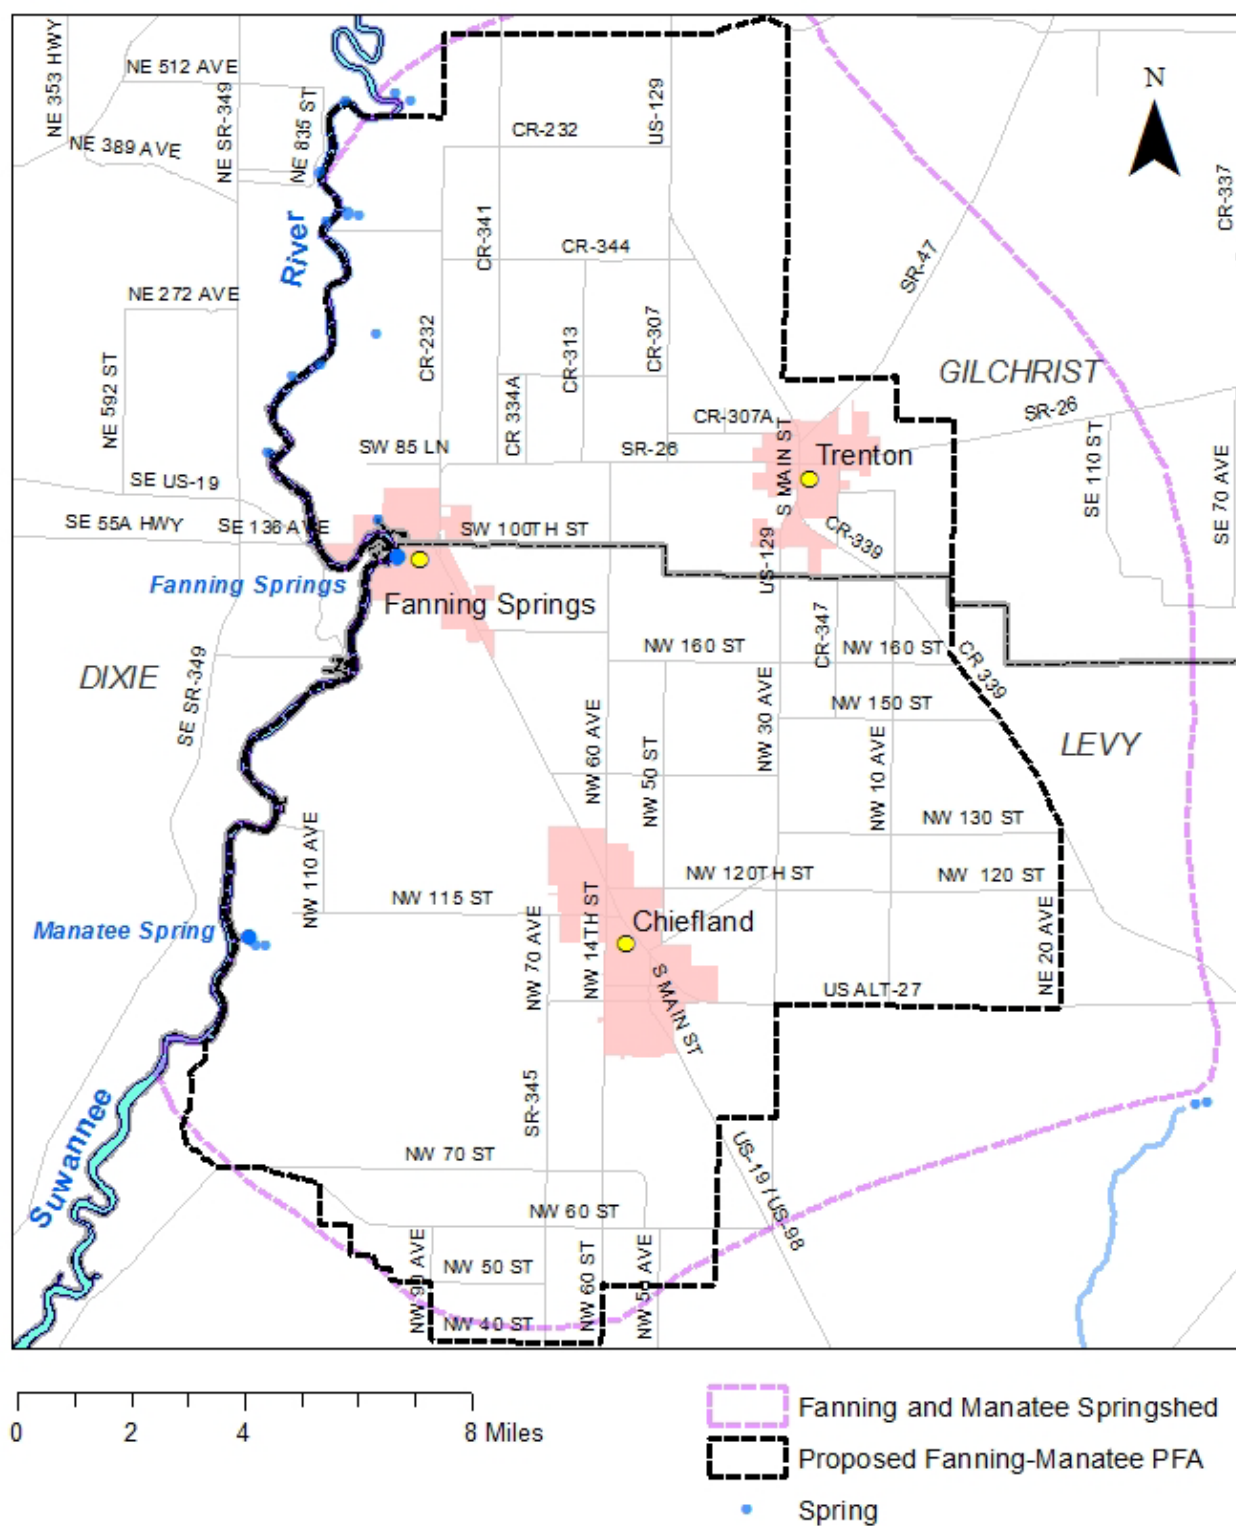 NE 353 HWY
NE 512 AVE
NE SR-349
NE 835 ST
US-129
N
CR-232
NE 389 AVE
CR-337
River
CR-341
CR-344
SR-47
NE 272 AVE
CR-232
CR-313
CR-307
NE 592 ST
GILCHRIST
CR 334A
CR-307A
SR-26
SW 85 LN
SR-26
S MAIN ST
Trenton
SE 110 ST
SE 70 AVE
SE US-19
SE 55A HWY
SE 136 AVE
SW 100TH ST
CR-339
US-129
Fanning Springs
Fanning Springs
CR-347
NW 160 ST
NW 160 ST
CR 339
DIXIE
SE SR-349
NW 30 AVE
NW 150 ST
NW 60 AVE
NW 50 ST
NW 10 AVE
LEVY
NW 130 ST
NW 110 AVE
NW 120TH ST
NW 120 ST
NW 115 ST
NW 14TH ST
Chiefland
Manatee Spring
NW 70 AVE
NE 20 AVE
S MAIN ST
US ALT-27
SR-345
Suwannee
NW 70 ST
US-19 / US-98
NW 60 ST
NW 50 ST
NW 60 ST
NW 40 ST
0 2 4 8 Miles
Fanning and Manatee Springshed
Proposed Fanning-Manatee PFA
Spring